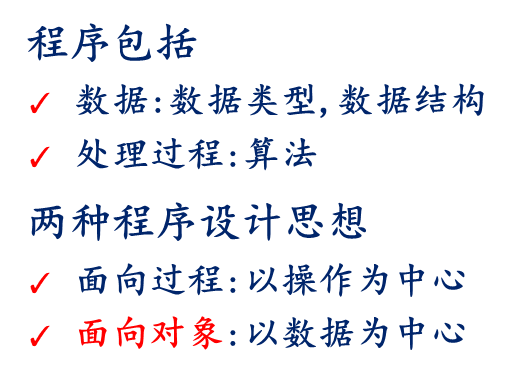 程序包括
✓ 数据:数据类型,数据结构
✓ 处理过程:算法
两种程序设计思想
✓ 面向过程:以操作为中心
✓ 面向对象:以数据为中心